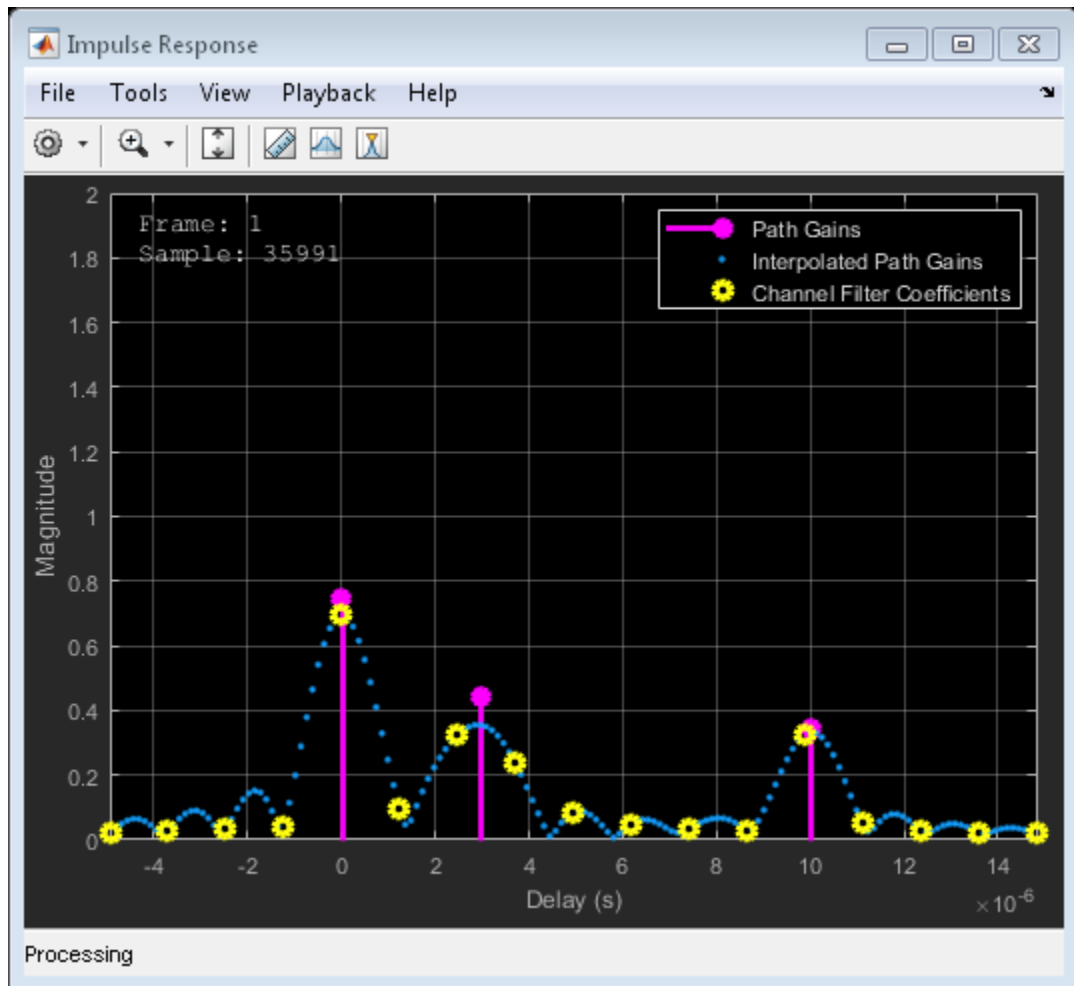 Impulse Response
File Tools View Playback Help
Frame: 1
Sample: 35991
Path Gains
Interpolated Path Gains
Channel Filter Coefficients
2
1.8
1.6
1.4
1.2
1
0.8
0.6
0.4
0.2
0
Magnitude
-4 -2 0 2 4 6 8 10 12 14
Delay (s)
×10-6
Processing